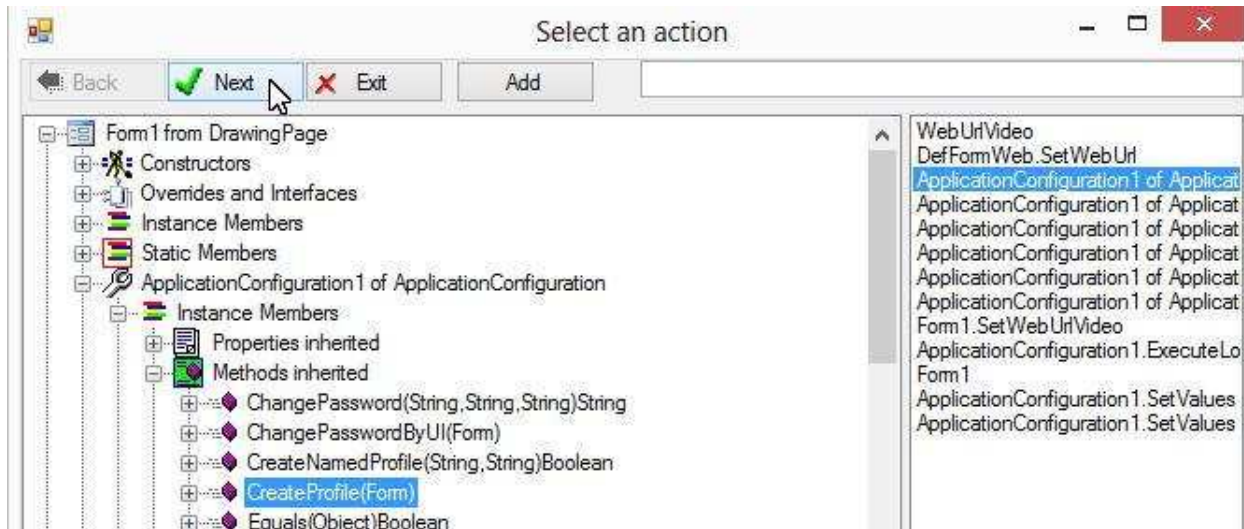 Select an action
Back Next Exit Add
Form1 from DrawingPage
Constructors
Overrides and Interfaces
Instance Members
Static Members
ApplicationConfiguration1 of ApplicationConfiguration
Instance Members
Properties inherited
Methods inherited
ChangePassword(String,String,String)String
ChangePasswordByUI(Form)
CreateNamedProfile(String,String)Boolean
CreateProfile(Form)
Equals(Object)Boolean
WebUrlVideo
DefFormWeb.SetWebUrl
ApplicationConfiguration1 of Applicat
ApplicationConfiguration1 of Applicat
ApplicationConfiguration1 of Applicat
ApplicationConfiguration1 of Applicat
ApplicationConfiguration1 of Applicat
ApplicationConfiguration1 of Applicat
Form1.SetWebUrlVideo
ApplicationConfiguration1.ExecuteLo
Form1
ApplicationConfiguration1.SetValues
ApplicationConfiguration1.SetValues